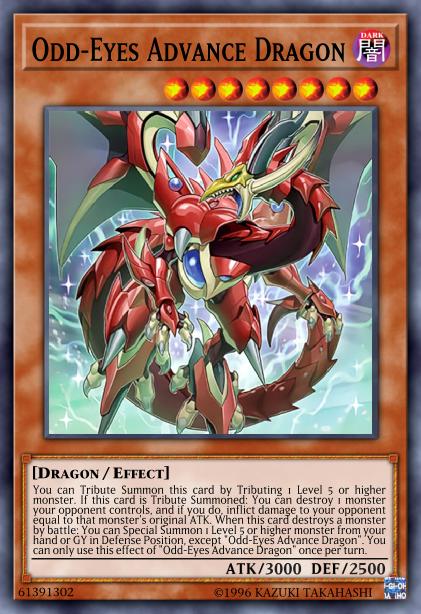 ODD-EYES ADVANCE DRAGON
DARK
闇
[DRAGON / EFFECT]
You can Tribute Summon this card by Tributing 1 Level 5 or higher
monster. If this card is Tribute Summoned: You can destroy 1 monster
your opponent controls, and if you do, inflict damage to your opponent
equal to that monster's original ATK. When this card destroys a monster
by battle: You can Special Summon 1 Level 5 or higher monster from your
hand or GY in Defense Position, except "Odd-Eyes Advance Dragon". You
can only use this effect of "Odd-Eyes Advance Dragon" once per turn.
ATK/3000 DEF/2500
61391302
©1996 KAZUKI TAKAHASHI